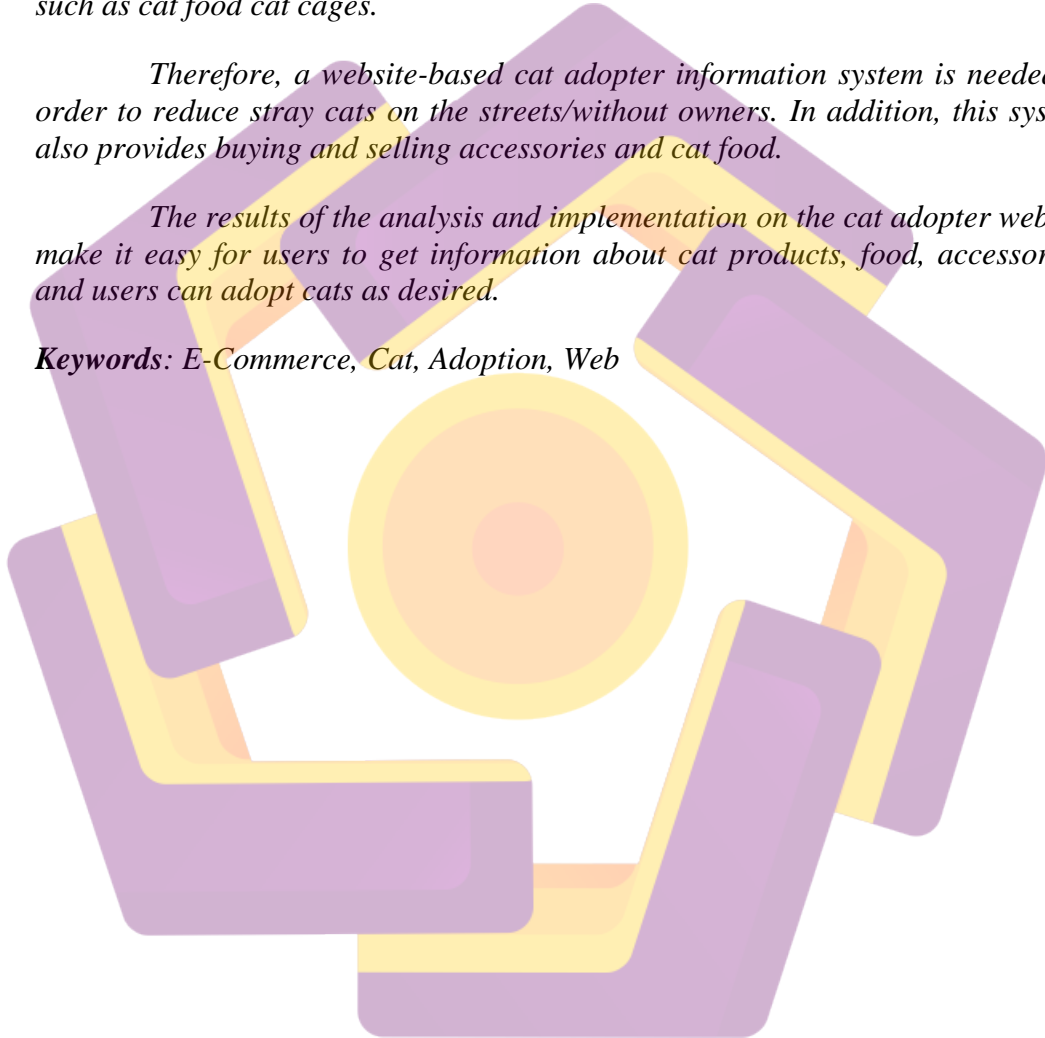 such as cat food cat cages.
Therefore, a website-based cat adopter information system is needed
order to reduce stray cats on the streets/without owners. In addition, this sys
also provides buying and selling accessories and cat food.
The results of the analysis and implementation on the cat adopter web
make it easy for users to get information about cat products, food, accessor
and users can adopt cats as desired.
Keywords: E-Commerce, Cat, Adoption, Web